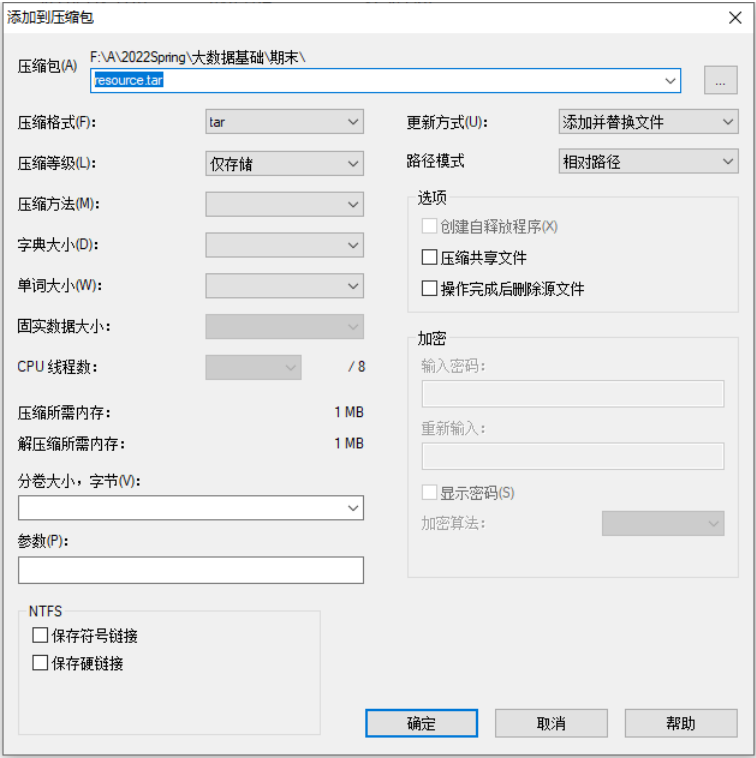 添加到压缩包
压缩包(A)
F:\A\2022Spring\大数据基础\期末\
resource.tar
...
压缩格式(F):
tar
压缩等级(L):
仅存储
压缩方法(M):
字典大小(D):
单词大小(W):
固实数据大小:
CPU 线程数:
/ 8
压缩所需内存:
1 MB
解压缩所需内存:
1 MB
分卷大小，字节(V):
参数(P):
NTFS
保存符号链接
保存硬链接
更新方式(U):
添加并替换文件
路径模式
相对路径
选项
创建自释放程序(X)
压缩共享文件
操作完成后删除源文件
加密
输入密码:
重新输入:
显示密码(S)
加密算法:
确定
取消
帮助